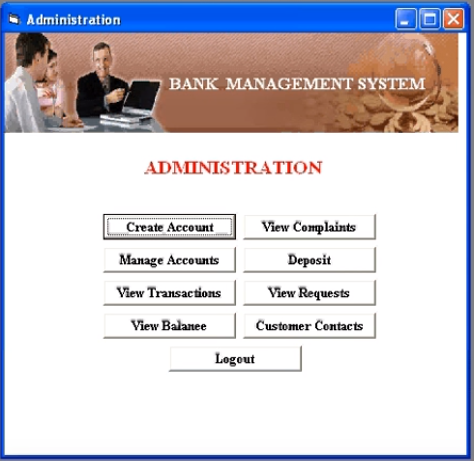 Administration
BANK MANAGEMENT SYSTEM
ADMINISTRATION
Create Account
View Complaints
Manage Accounts
Deposit
View Transactions
View Requests
View Balance
Customer Contacts
Logout